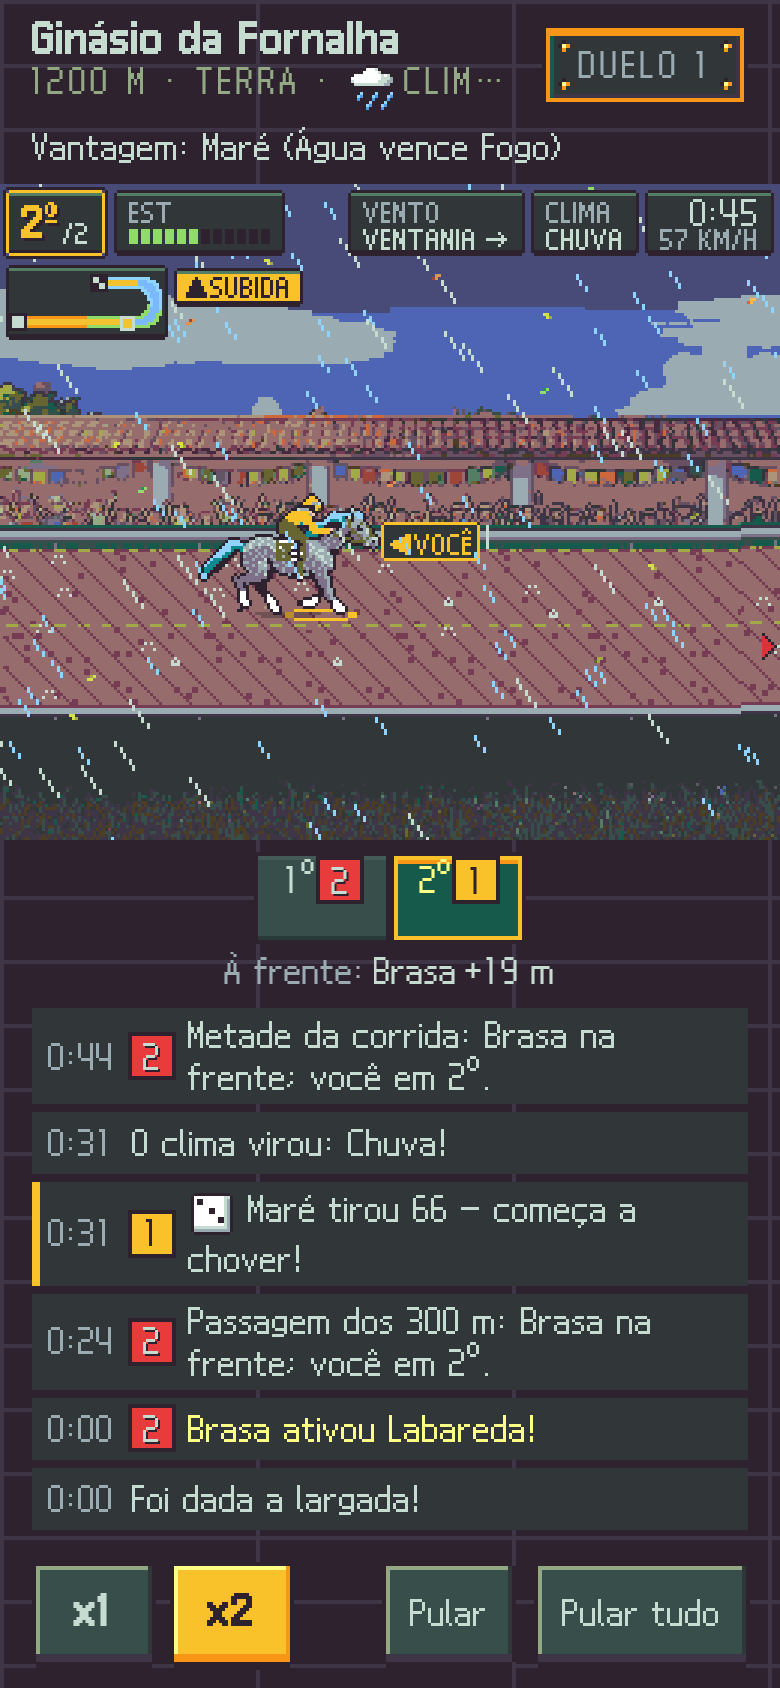 Ginásio da Fornalha
1200 M · TERRA · CLIM...
DUELO 1
Vantagem: Maré (Água vence Fogo)
2º/2
EST
VENTO
VENTANIA →
CLIMA
CHUVA
0:45
57 KM/H
▲SUBIDA
◀VOCÊ
1º 2
2º 1
À frente: Brasa +19 m
0:44 2 Metade da corrida: Brasa na
frente; você em 2º.
0:31 O clima virou: Chuva!
0:31 1 Maré tirou 66 — começa a
chover!
0:24 2 Passagem dos 300 m: Brasa na
frente; você em 2º.
0:00 2 Brasa ativou Labareda!
0:00 Foi dada a largada!
x1
x2
Pular
Pular tudo